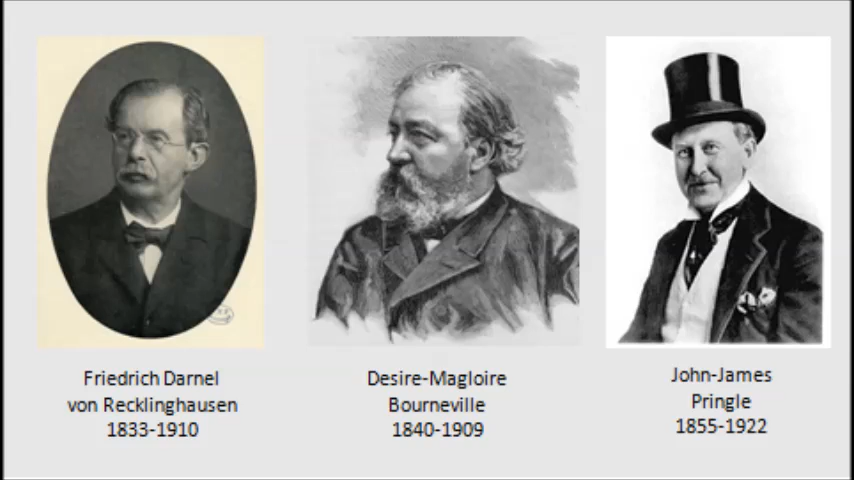 Friedrich Darnel
von Recklinghausen
1833-1910
Desire-Magloire
Bourneville
1840-1909
John-James
Pringle
1855-1922